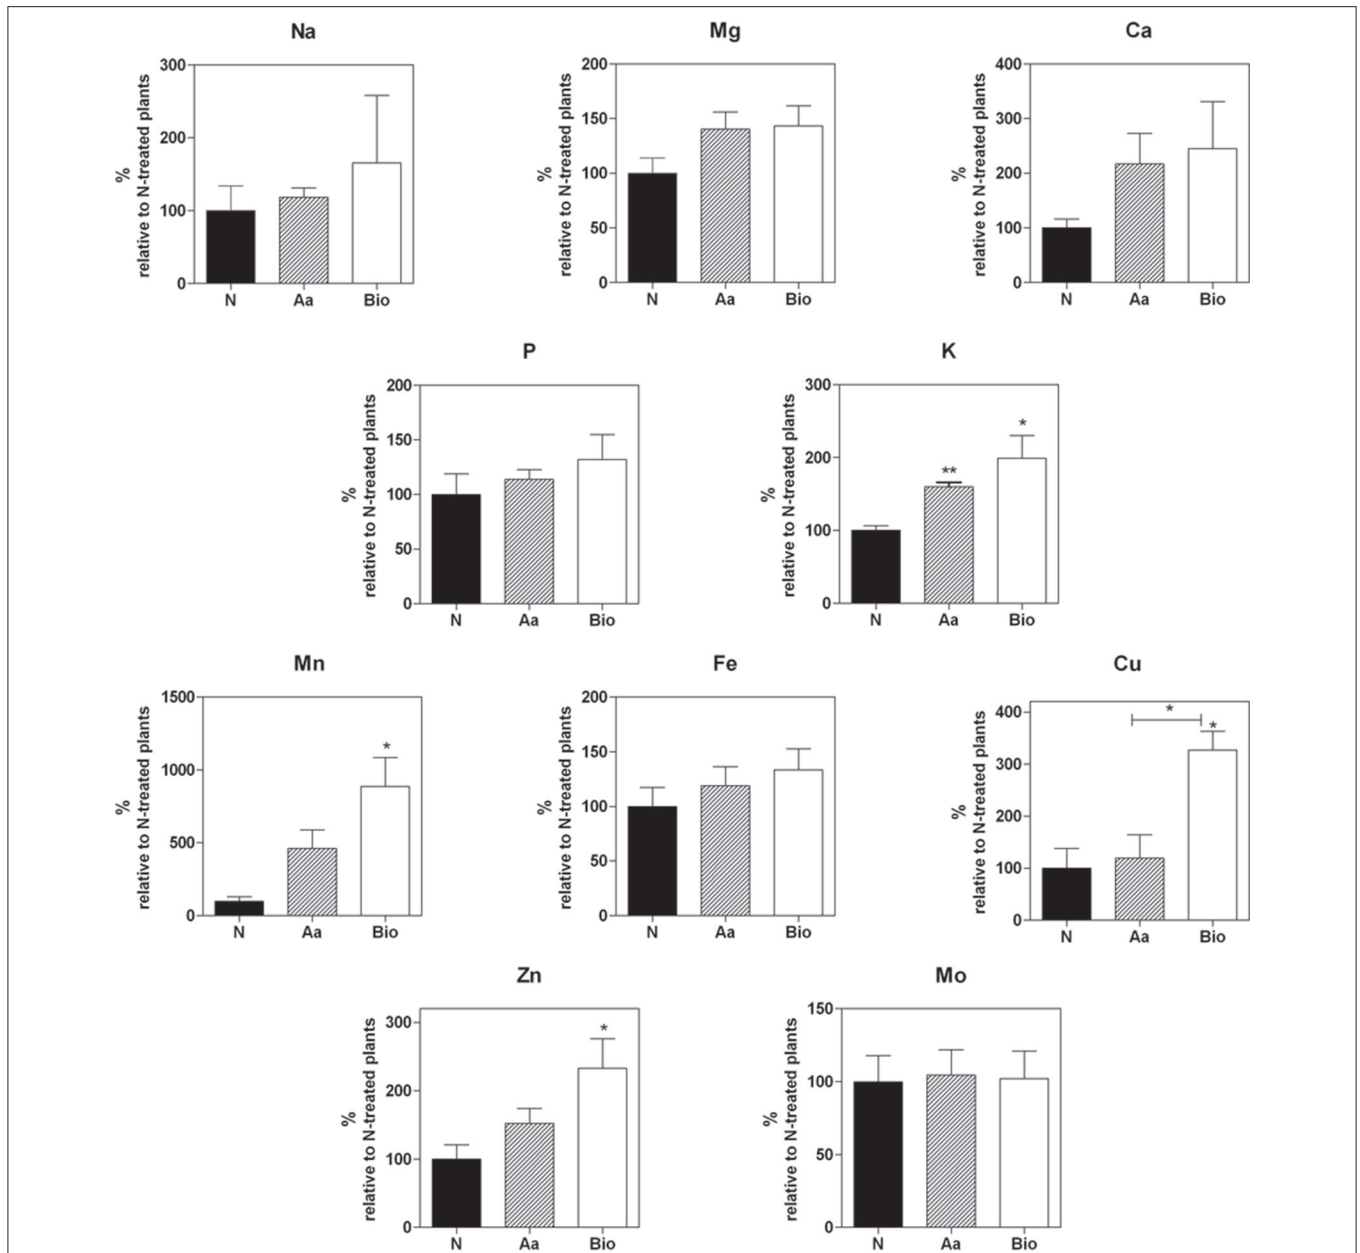 Na
300
200
100
0
%
relative to N-treated plants
N Aa Bio
Mg
200
150
100
50
0
%
relative to N-treated plants
N Aa Bio
Ca
400
300
200
100
0
%
relative to N-treated plants
N Aa Bio
P
200
150
100
50
0
%
relative to N-treated plants
N Aa Bio
K
300
200
100
0
%
relative to N-treated plants
**
*
N Aa Bio
Mn
1500
1000
500
0
%
relative to N-treated plants
*
N Aa Bio
Fe
200
150
100
50
0
%
relative to N-treated plants
N Aa Bio
Cu
400
300
200
100
0
%
relative to N-treated plants
*
*
N Aa Bio
Zn
300
200
100
0
%
relative to N-treated plants
*
N Aa Bio
Mo
150
100
50
0
%
relative to N-treated plants
N Aa Bio